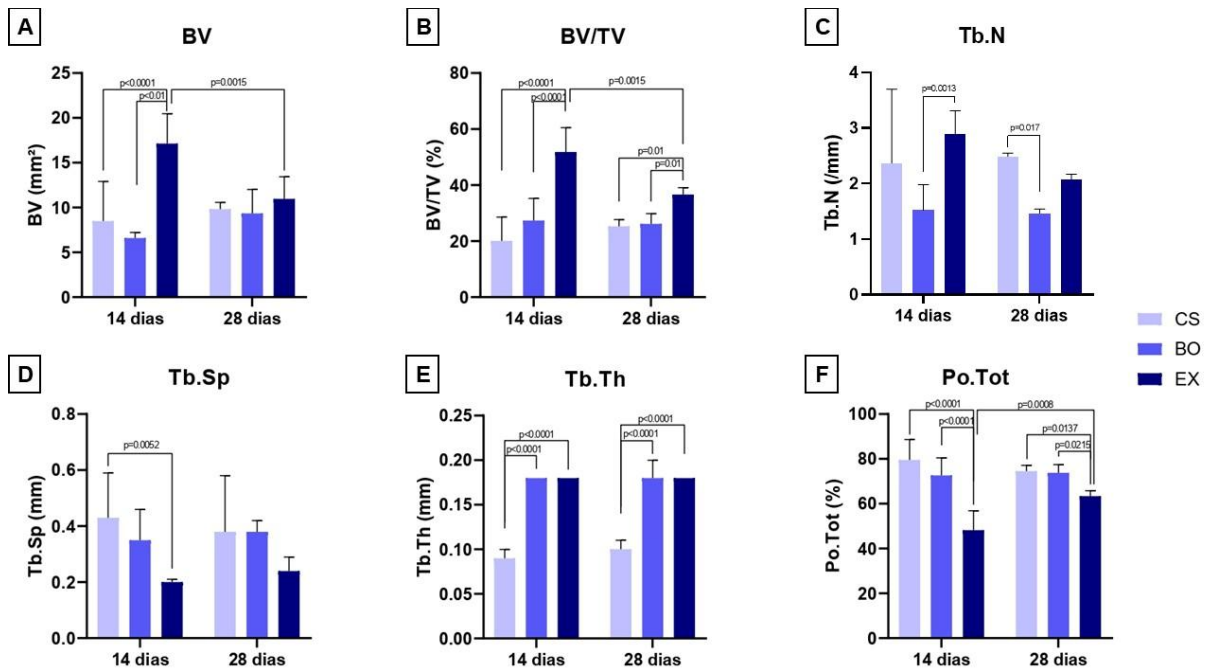 A
BV
BV (mm²)
25
20
15
10
5
0
p<0.0001
p<0.01
p=0.0015
14 dias
28 dias
B
BV/TV
BV/TV (%)
80
60
40
20
0
p<0.0001
p<0.0001
p=0.0015
p=0.01
p=0.01
14 dias
28 dias
C
Tb.N
Tb.N (/mm)
4
3
2
1
0
p=0.0013
p=0.017
14 dias
28 dias
CS
BO
EX
D
Tb.Sp
Tb.Sp (mm)
0.8
0.6
0.4
0.2
0.0
p=0.0052
14 dias
28 dias
E
Tb.Th
Tb.Th (mm)
0.25
0.20
0.15
0.10
0.05
0.00
p<0.0001
p<0.0001
p<0.0001
p<0.0001
14 dias
28 dias
F
Po.Tot
Po.Tot (%)
100
80
60
40
20
0
p<0.0001
p<0.0001
p=0.0008
p=0.0137
p=0.0215
14 dias
28 dias